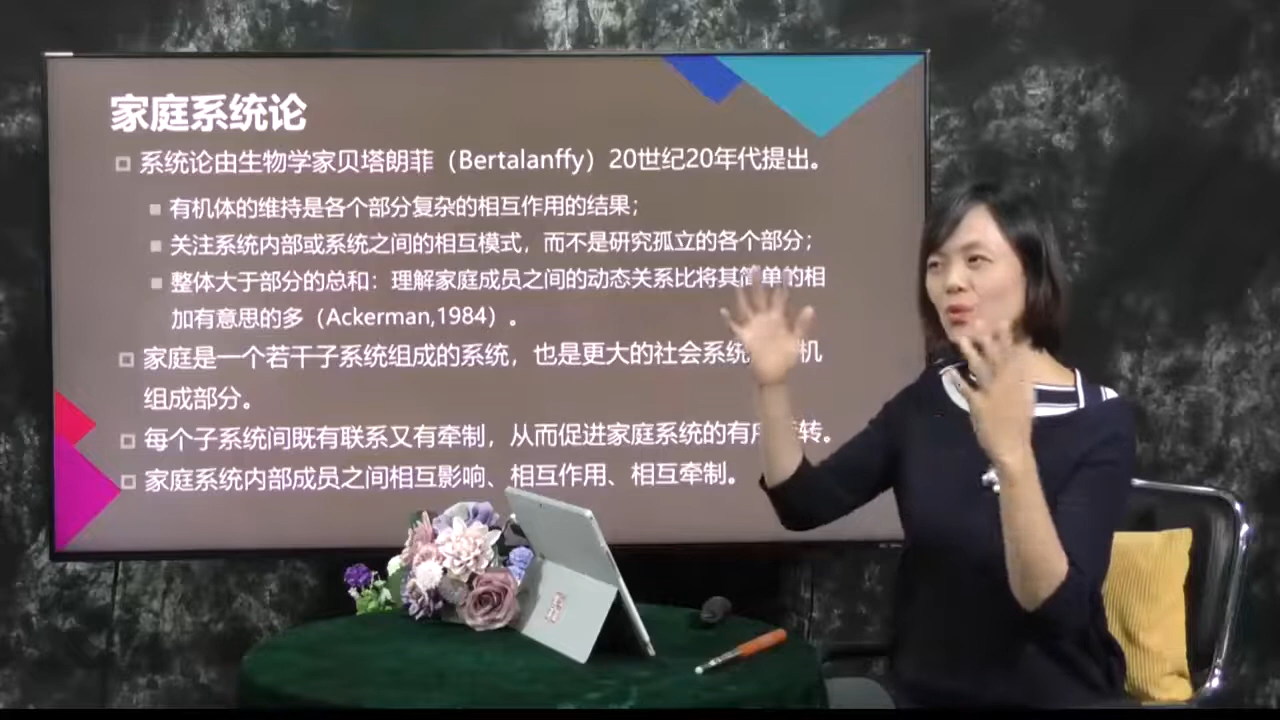 家庭系统论
系统论由生物学家贝塔朗菲（Bertalanffy）20世纪20年代提出。
有机体的维持是各个部分复杂的相互作用的结果；
关注系统内部或系统之间的相互模式，而不是研究孤立的各个部分；
整体大于部分的总和：理解家庭成员之间的动态关系比将其简单的相
加有意思的多（Ackerman,1984）。
家庭是一个若干子系统组成的系统，也是更大的社会系统 机
组成部分。
每个子系统间既有联系又有牵制，从而促进家庭系统的有 转。
家庭系统内部成员之间相互影响、相互作用、相互牵制。